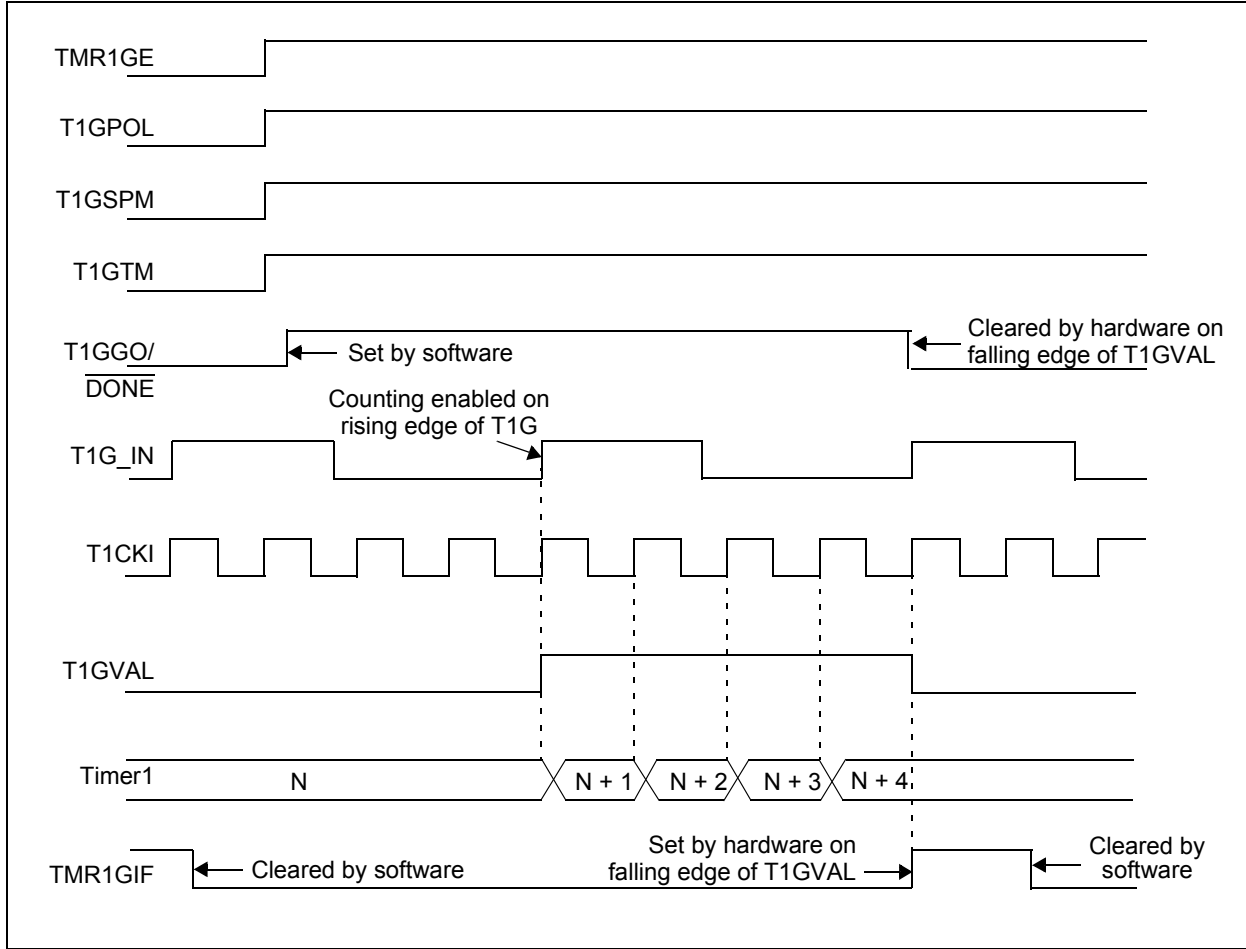 TMR1GE
T1GPOL
T1GSPM
T1GTM
T1GGO/
DONE
Set by software
Cleared by hardware on
falling edge of T1GVAL
Counting enabled on
rising edge of T1G
T1G_IN
T1CKI
T1GVAL
Timer1
N
N + 1
N + 2
N + 3
N + 4
TMR1GIF
Cleared by software
Set by hardware on
falling edge of T1GVAL
Cleared by
software